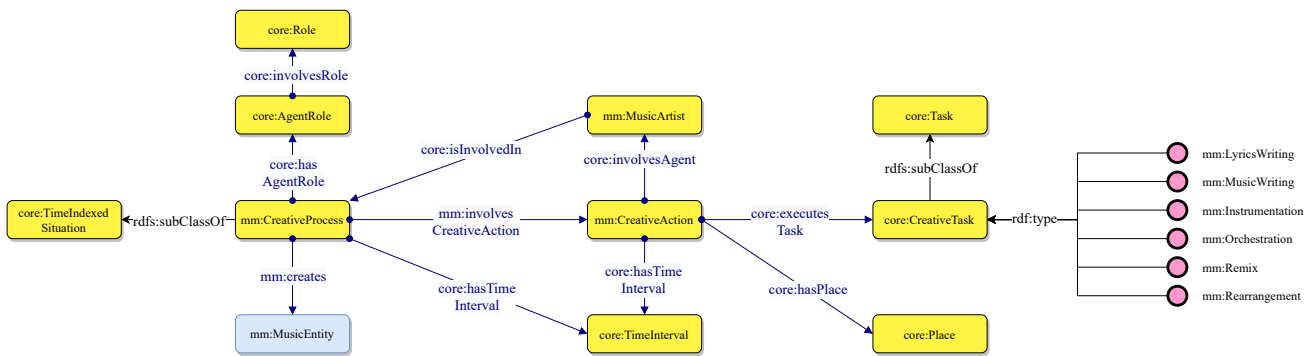 core:Role
core:involvesRole
core:AgentRole
mm:MusicArtist
core:Task
core:isInvolvedIn
core:has
AgentRole
core:involvesAgent
rdfs:subClassOf
mm:LyricsWriting
mm:MusicWriting
core:TimeIndexed
Situation
rdfs:subClassOf
mm:CreativeProcess
mm:involves
CreativeAction
mm:CreativeAction
core:executes
Task
core:CreativeTask
rdf:type
mm:Instrumentation
mm:Orchestration
mm:Remix
mm:Rearrangement
mm:creates
core:hasTime
Interval
core:hasTime
Interval
core:hasPlace
mm:MusicEntity
core:TimeInterval
core:Place